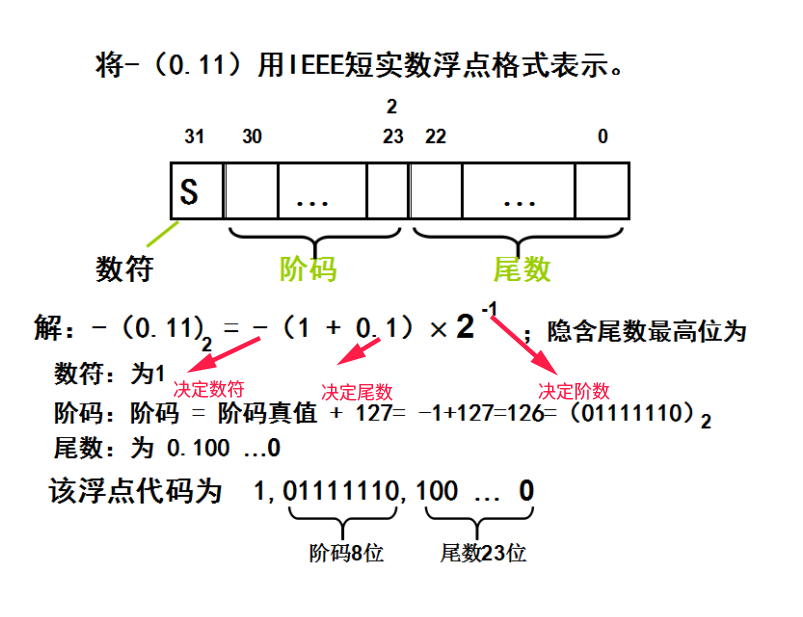 将-（0.11）用IEEE短实数浮点格式表示。
2
31 30 23 22 0
S … …
数符 阶码 尾数
解：-（0.11)2 = -（1 + 0.1）× 2-1 ；隐含尾数最高位为
数符：为1
决定数符 决定尾数 决定阶数
阶码：阶码 = 阶码真值 + 127= -1+127=126=（01111110）2
尾数：为 0.100 …0
该浮点代码为 1,01111110,100 … 0
阶码8位 尾数23位